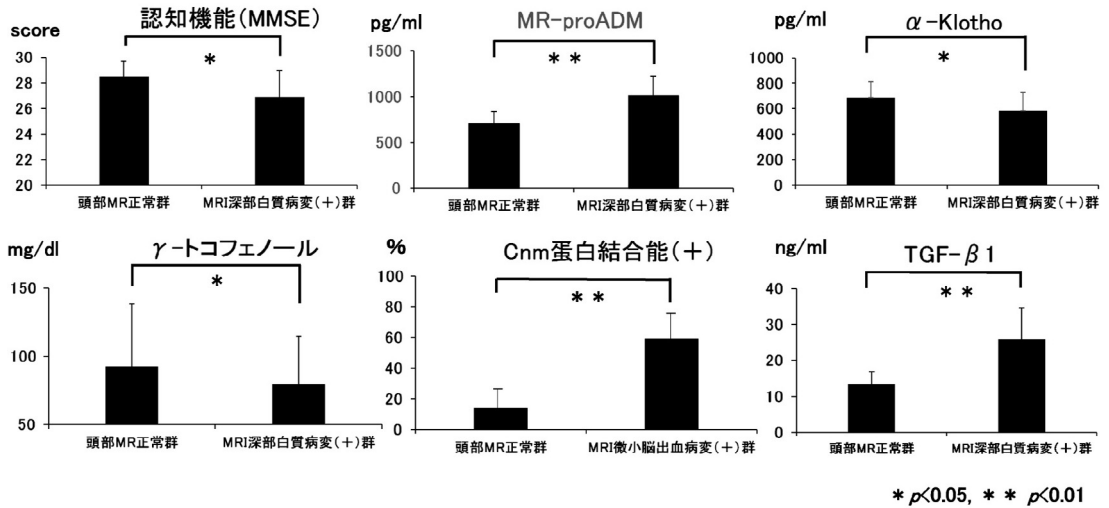 認知機能(MMSE)
score
*
30
28
26
24
22
20
頭部MR正常群
MRI深部白質病変(+)群
MR-proADM
pg/ml
**
1500
1000
500
0
頭部MR正常群
MRI深部白質病変(+)群
α-Klotho
pg/ml
*
1000
800
600
400
200
0
頭部MR正常群
MRI深部白質病変(+)群
γ-トコフェノール
mg/dl
*
150
100
50
頭部MR正常群
MRI深部白質病変(+)群
Cnm蛋白結合能(+)
%
**
100
80
60
40
20
0
頭部MR正常群
MRI微小脳出血病変(+)群
TGF-β1
ng/ml
**
40
30
20
10
0
頭部MR正常群
MRI深部白質病変(+)群
* p<0.05, ** p<0.01